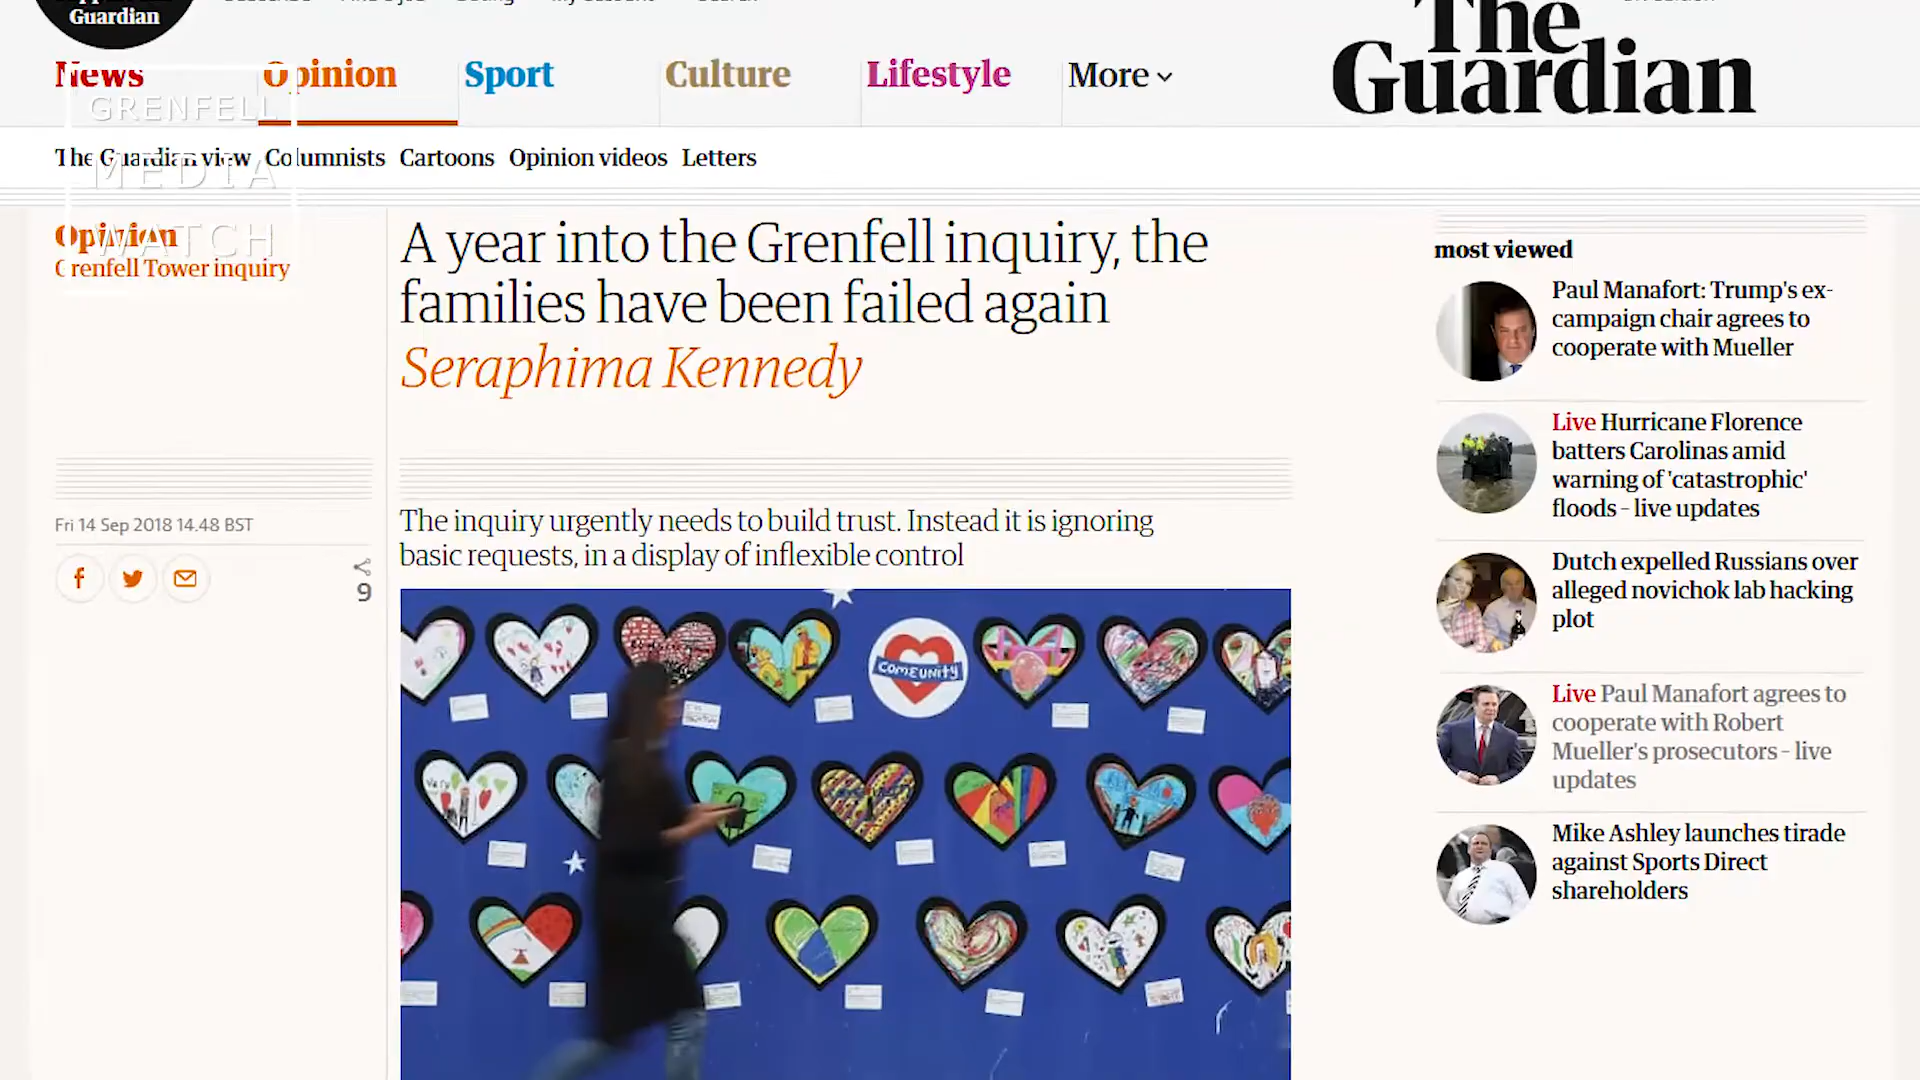 Guardian
The
Guardian
News
Opinion
Sport
Culture
Lifestyle
More
GRENFELL
MEDIA
WATCH
The Guardian view
Columnists
Cartoons
Opinion videos
Letters
Opinion
Grenfell Tower inquiry
A year into the Grenfell inquiry, the
families have been failed again
Seraphima Kennedy
Fri 14 Sep 2018 14.48 BST
9
The inquiry urgently needs to build trust. Instead it is ignoring
basic requests, in a display of inflexible control
COMEUNITY
most viewed
Paul Manafort: Trump's ex-
campaign chair agrees to
cooperate with Mueller
Live Hurricane Florence
batters Carolinas amid
warning of 'catastrophic'
floods – live updates
Dutch expelled Russians over
alleged novichok lab hacking
plot
Live Paul Manafort agrees to
cooperate with Robert
Mueller's prosecutors – live
updates
Mike Ashley launches tirade
against Sports Direct
shareholders